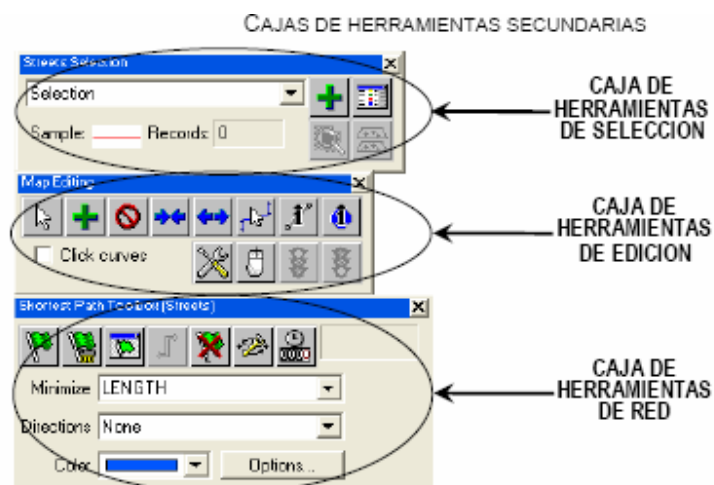 CAJAS DE HERRAMIENTAS SECUNDARIAS
Streets Selection
Selection
Sample: Records: 0
CAJA DE
HERRAMIENTAS
DE SELECCION
Map Editing
Click curves
CAJA DE
HERRAMIENTAS
DE EDICION
Shortest Path Toolbox (Streets)
Minimize LENGTH
Directions None
Color Options...
CAJA DE
HERRAMIENTAS
DE RED